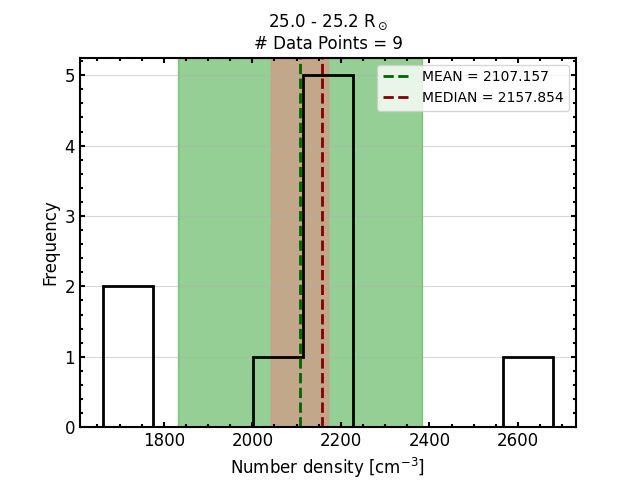 25.0 - 25.2 R⊙
# Data Points = 9
MEAN = 2107.157
MEDIAN = 2157.854
Frequency
5
4
3
2
1
0
1800 2000 2200 2400 2600
Number density [cm⁻³]